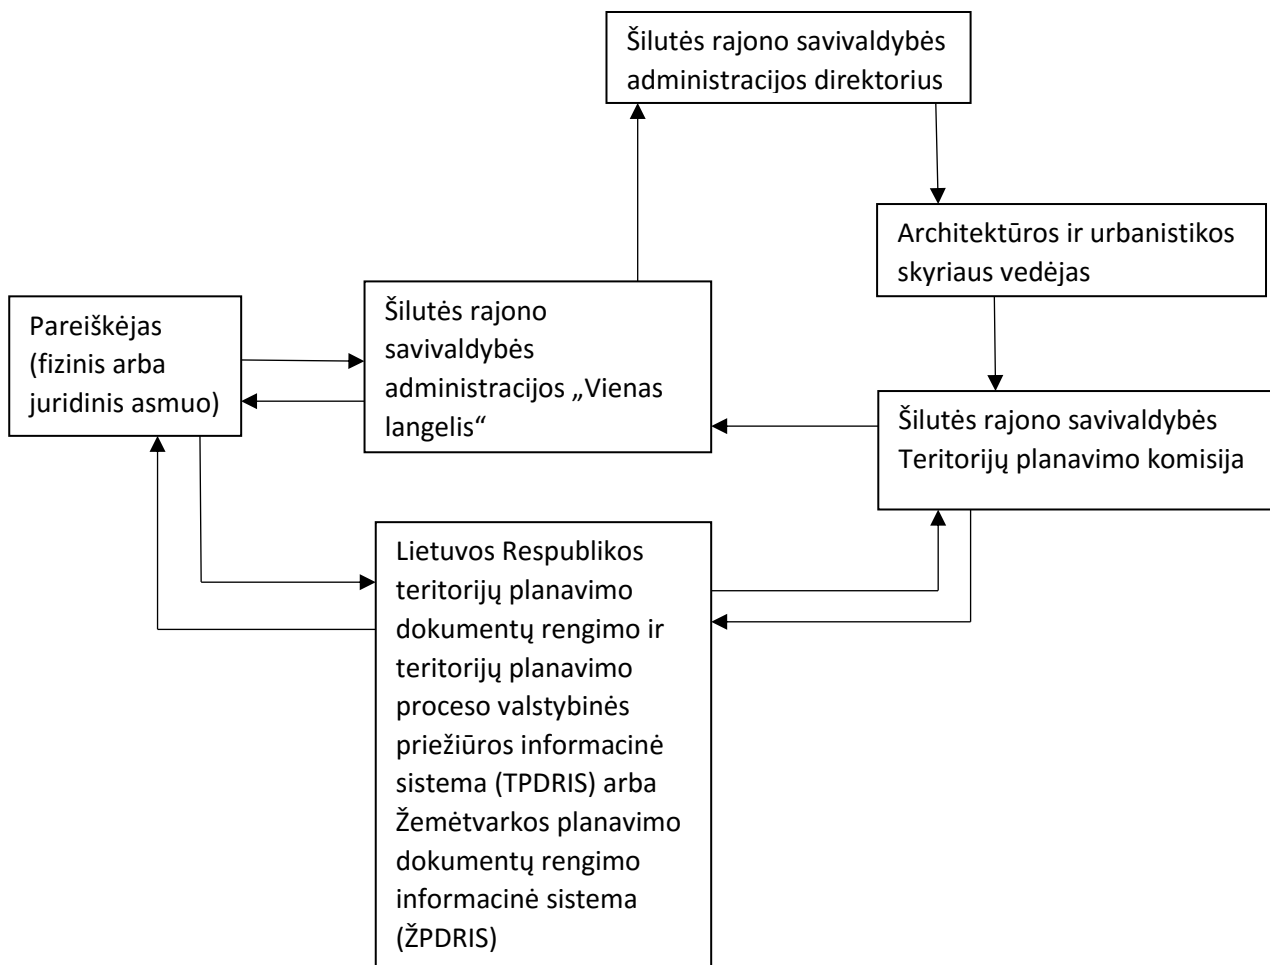 Šilutės rajono savivaldybės
administracijos direktorius
Architektūros ir urbanistikos
skyriaus vedėjas
Pareiškėjas
(fizinis arba
juridinis asmuo)
Šilutės rajono
savivaldybės
administracijos „Vienas
langelis“
Šilutės rajono savivaldybės
Teritorijų planavimo komisija
Lietuvos Respublikos
teritorijų planavimo
dokumentų rengimo ir
teritorijų planavimo
proceso valstybinės
priežiūros informacinė
sistema (TPDRIS) arba
Žemėtvarkos planavimo
dokumentų rengimo
informacinė sistema
(ŽPDRIS)